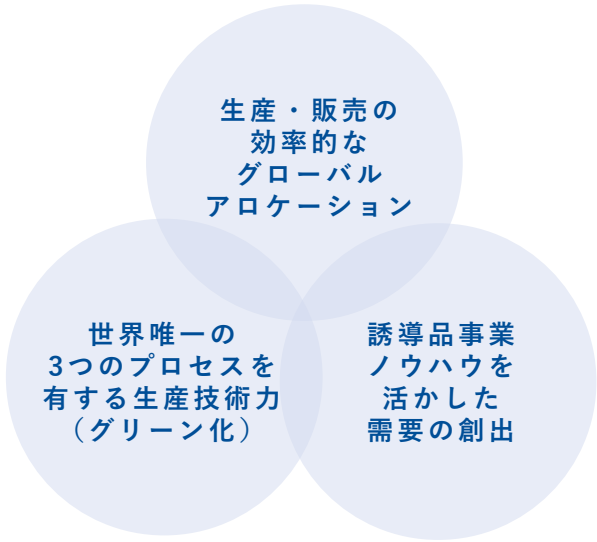 生産・販売の
効率的な
グローバル
アロケーション
世界唯一の
3つのプロセスを
有する生産技術力
（グリーン化）
誘導品事業
ノウハウを
活かした
需要の創出